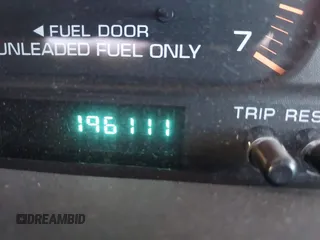 ◄ FUEL DOOR
UNLEADED FUEL ONLY
7
196111
TRIP RES
DREAMBID